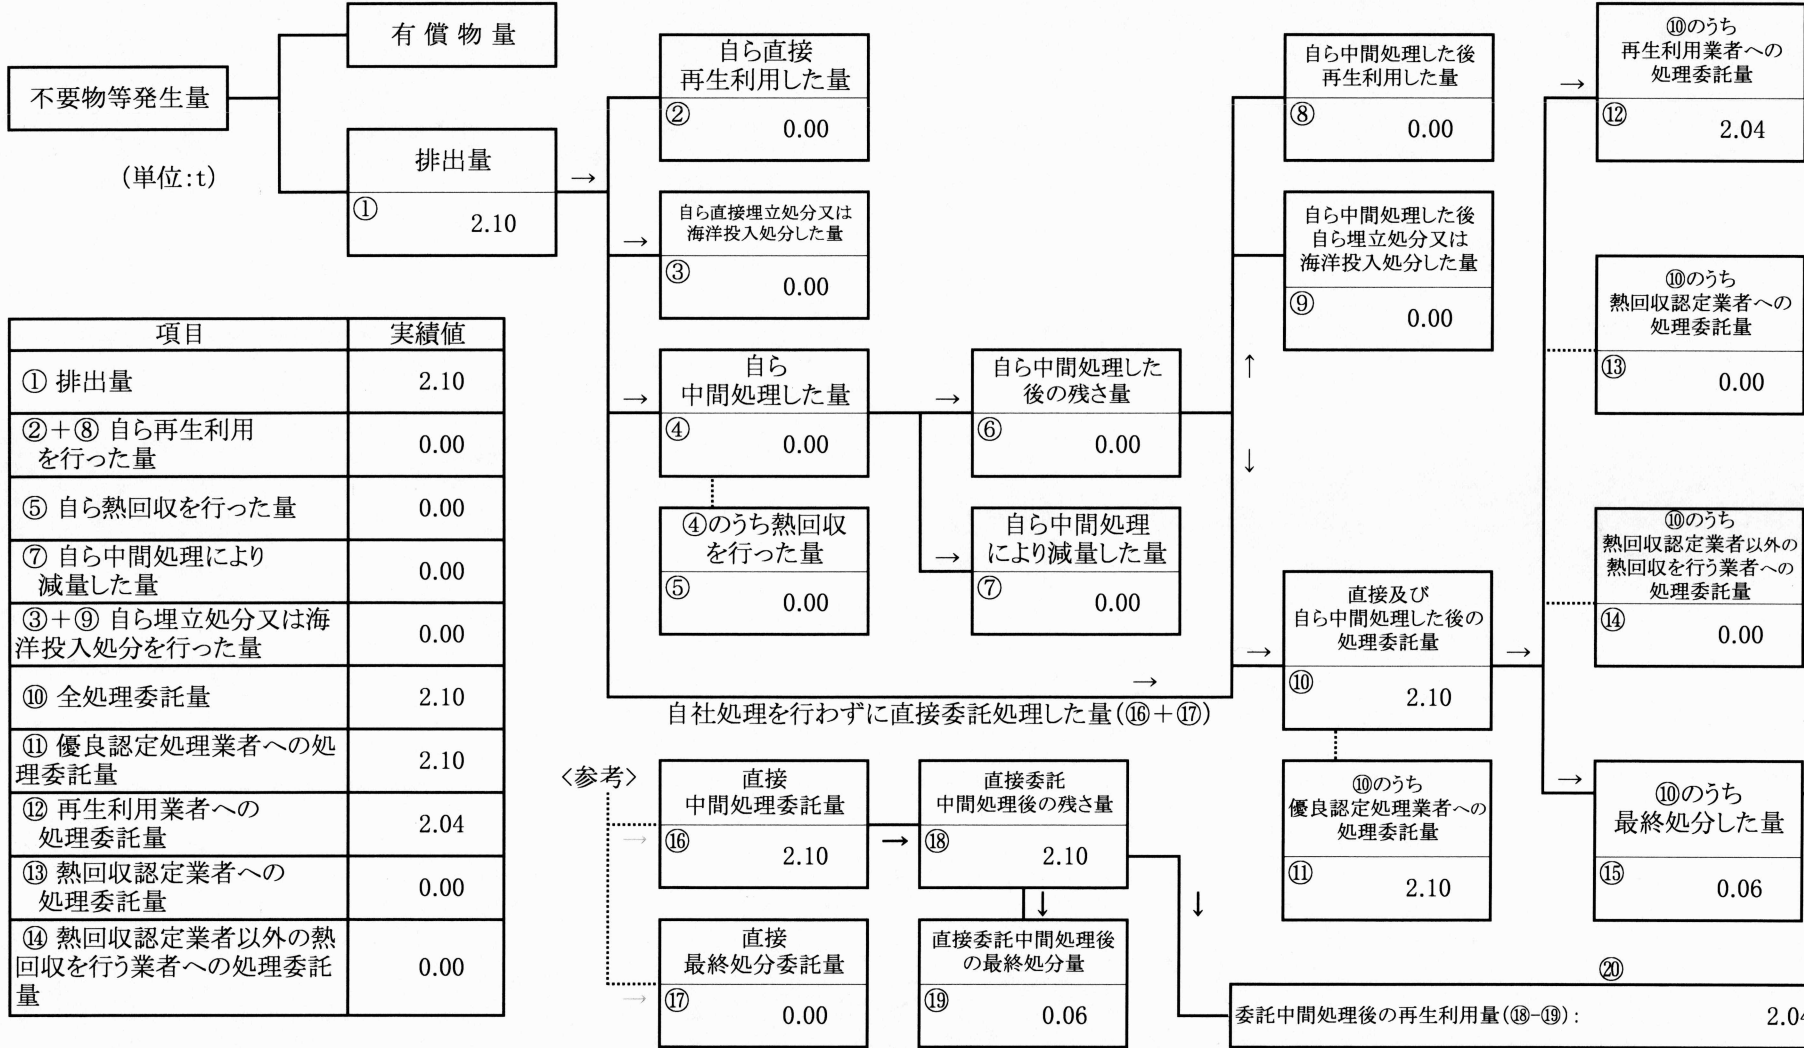 不要物等発生量
有償物量
排出量
① 2.10
(単位:t)
自ら直接
再生利用した量
② 0.00
自ら直接埋立処分又は
海洋投入処分した量
③ 0.00
自ら
中間処理した量
④ 0.00
④のうち熱回収
を行った量
⑤ 0.00
自ら中間処理した
後の残さ量
⑥ 0.00
自ら中間処理
により減量した量
⑦ 0.00
自ら中間処理した後
再生利用した量
⑧ 0.00
自ら中間処理した後
自ら埋立処分又は
海洋投入処分した量
⑨ 0.00
直接及び
自ら中間処理した後の
処理委託量
⑩ 2.10
⑩のうち
優良認定処理業者への
処理委託量
⑪ 2.10
⑩のうち
再生利用業者への
処理委託量
⑫ 2.04
⑩のうち
熱回収認定業者への
処理委託量
⑬ 0.00
⑩のうち
熱回収認定業者以外の
熱回収を行う業者への
処理委託量
⑭ 0.00
⑩のうち
最終処分した量
⑮ 0.06
自社処理を行わずに直接委託処理した量(⑯+⑰)
〈参考〉
直接
中間処理委託量
⑯ 2.10
直接
最終処分委託量
⑰ 0.00
直接委託
中間処理後の残さ量
⑱ 2.10
直接委託中間処理後
の最終処分量
⑲ 0.06
⑳
委託中間処理後の再生利用量(⑱-⑲): 2.04
項目 実績値
① 排出量 2.10
②+⑧ 自ら再生利用
を行った量 0.00
⑤ 自ら熱回収を行った量 0.00
⑦ 自ら中間処理により
減量した量 0.00
③+⑨ 自ら埋立処分又は海
洋投入処分を行った量 0.00
⑩ 全処理委託量 2.10
⑪ 優良認定処理業者への処
理委託量 2.10
⑫ 再生利用業者への
処理委託量 2.04
⑬ 熱回収認定業者への
処理委託量 0.00
⑭ 熱回収認定業者以外の熱
回収を行う業者への処理委託
量 0.00